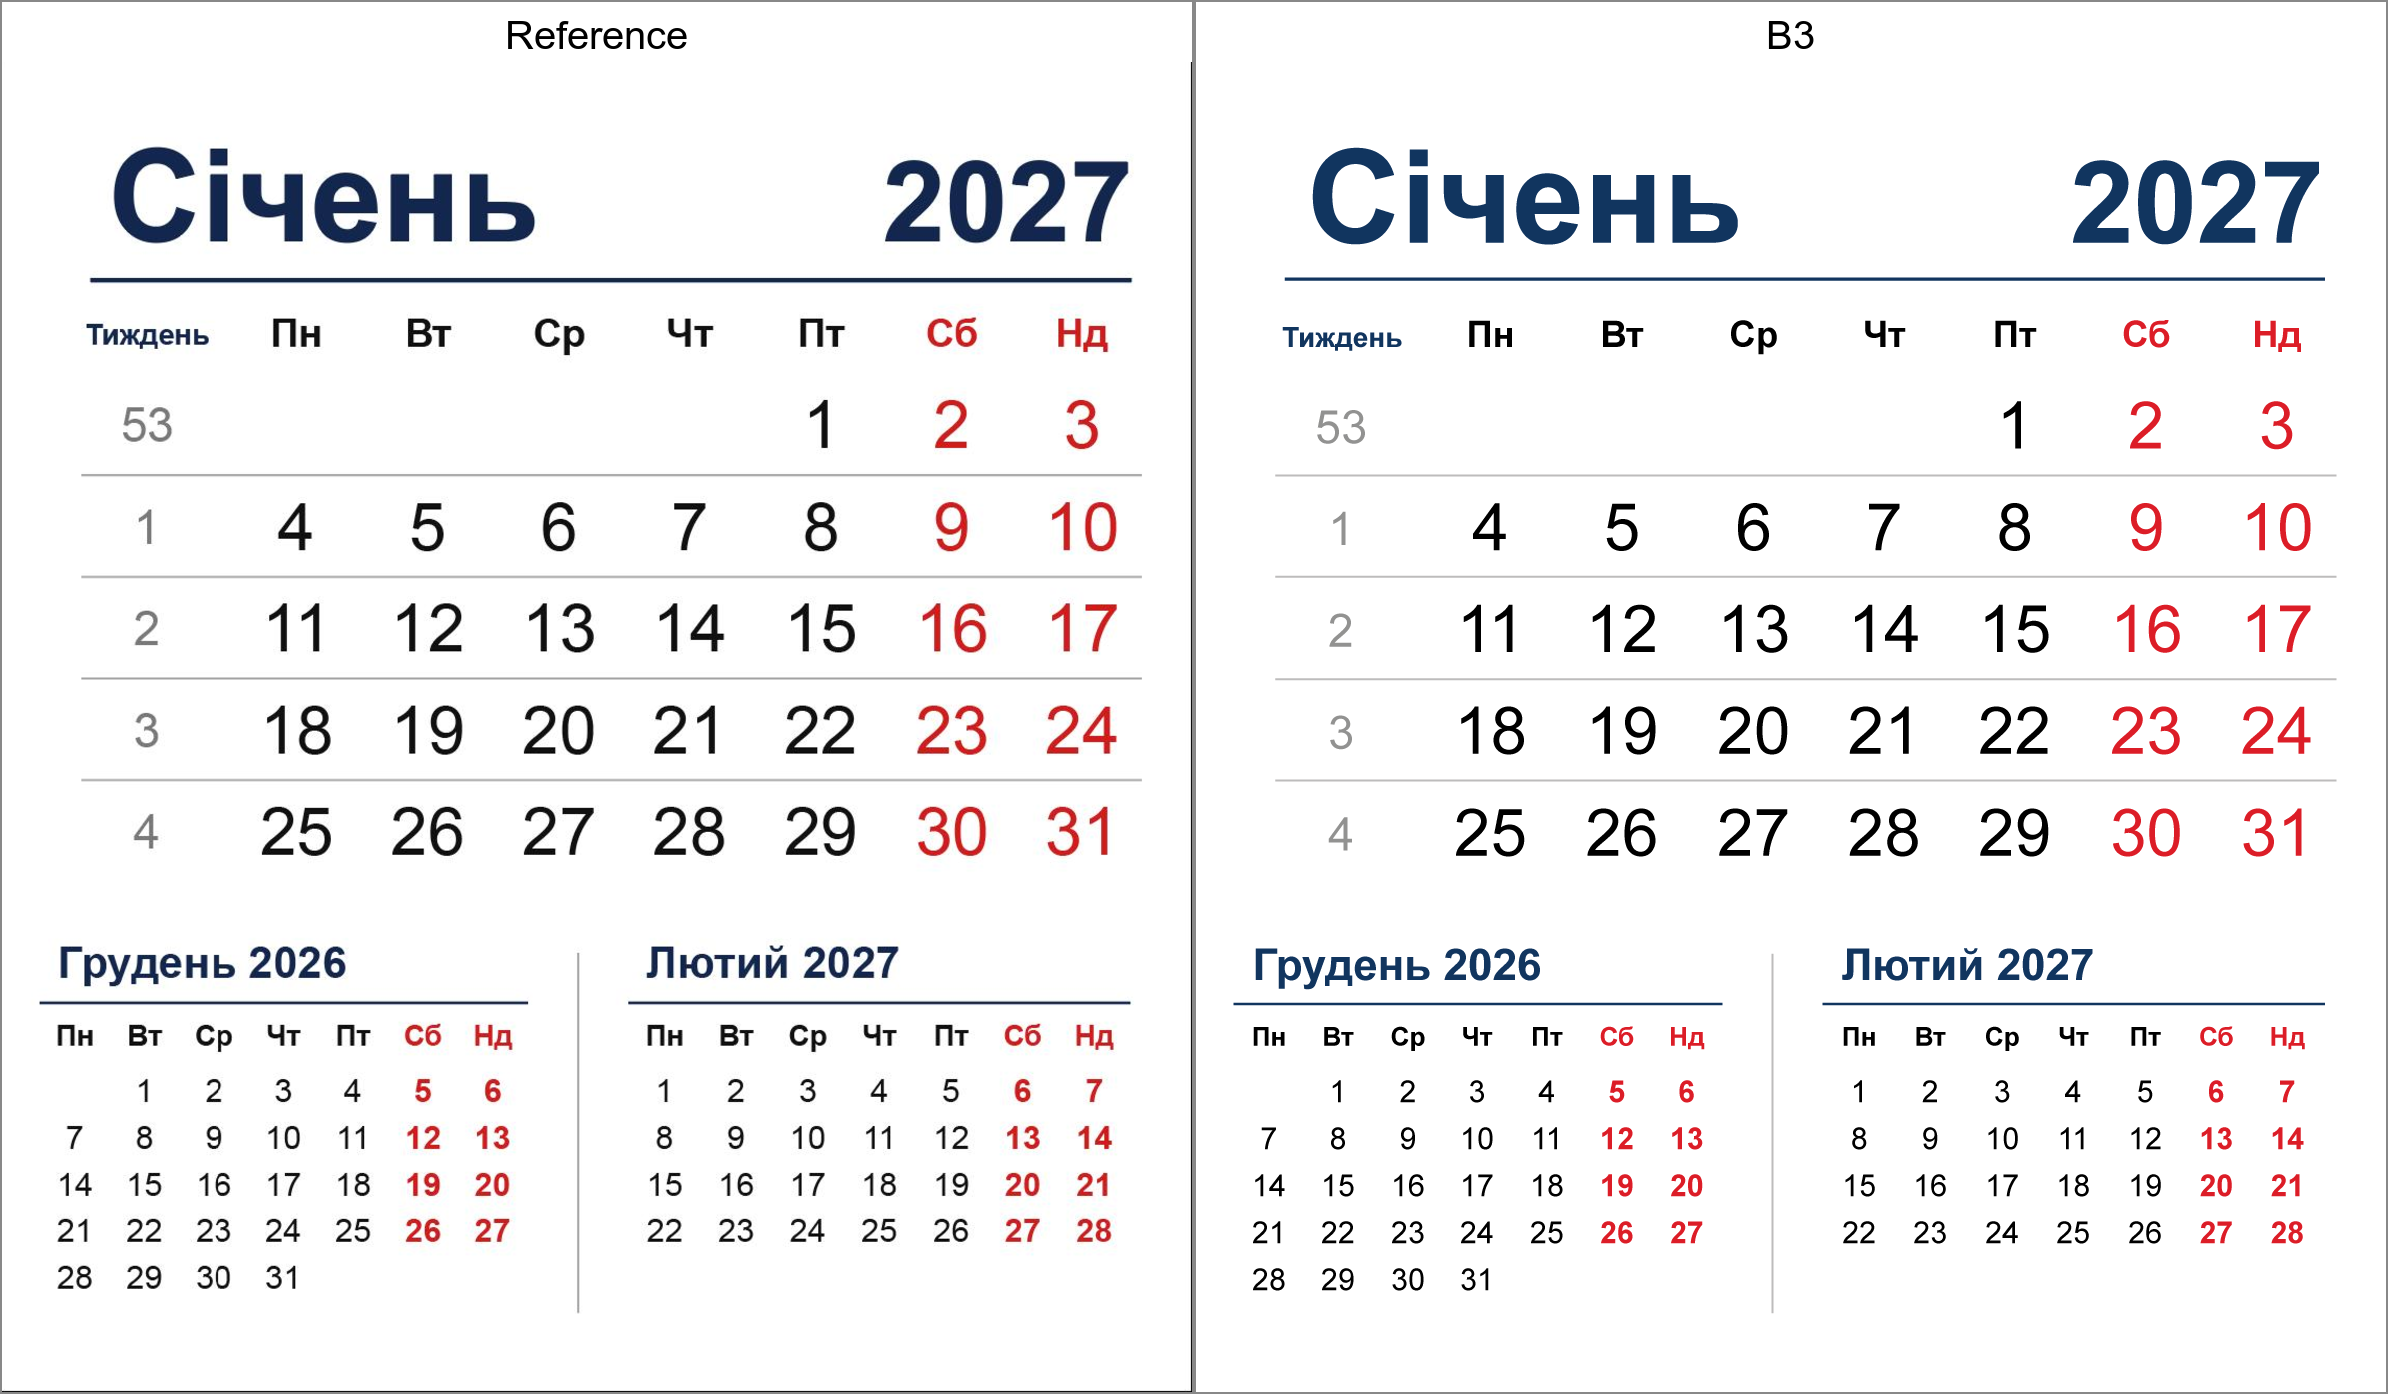 Reference
Січень 2027
Тиждень Пн Вт Ср Чт Пт Сб Нд
53 1 2 3
1 4 5 6 7 8 9 10
2 11 12 13 14 15 16 17
3 18 19 20 21 22 23 24
4 25 26 27 28 29 30 31
Грудень 2026
Пн Вт Ср Чт Пт Сб Нд
1 2 3 4 5 6
7 8 9 10 11 12 13
14 15 16 17 18 19 20
21 22 23 24 25 26 27
28 29 30 31
Лютий 2027
Пн Вт Ср Чт Пт Сб Нд
1 2 3 4 5 6 7
8 9 10 11 12 13 14
15 16 17 18 19 20 21
22 23 24 25 26 27 28
B3
Січень 2027
Тиждень Пн Вт Ср Чт Пт Сб Нд
53 1 2 3
1 4 5 6 7 8 9 10
2 11 12 13 14 15 16 17
3 18 19 20 21 22 23 24
4 25 26 27 28 29 30 31
Грудень 2026
Пн Вт Ср Чт Пт Сб Нд
1 2 3 4 5 6
7 8 9 10 11 12 13
14 15 16 17 18 19 20
21 22 23 24 25 26 27
28 29 30 31
Лютий 2027
Пн Вт Ср Чт Пт Сб Нд
1 2 3 4 5 6 7
8 9 10 11 12 13 14
15 16 17 18 19 20 21
22 23 24 25 26 27 28